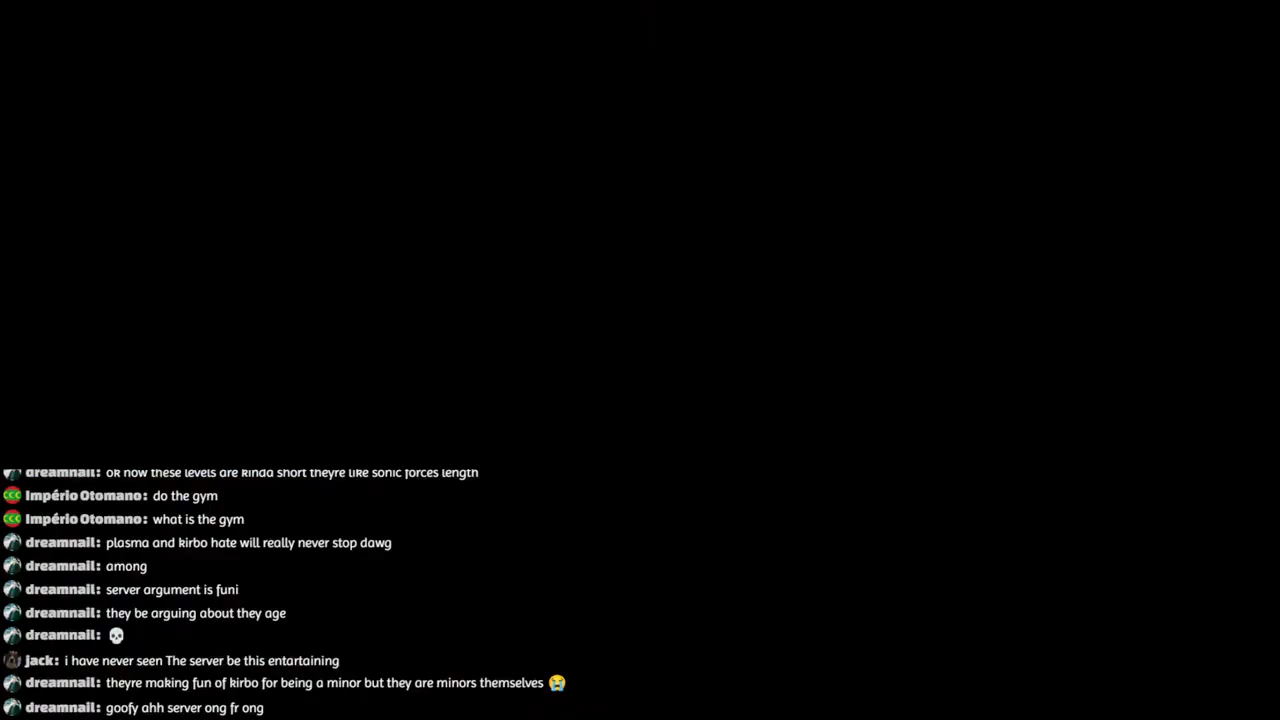 dreamnail: ok now these levels are kinda short theyre like sonic forces length
Império Otomano: do the gym
Império Otomano: what is the gym
dreamnail: plasma and kirbo hate will really never stop dawg
dreamnail: among
dreamnail: server argument is funi
dreamnail: they be arguing about they age
dreamnail: 💀
jack: i have never seen The server be this entartaining
dreamnail: theyre making fun of kirbo for being a minor but they are minors themselves 😭
dreamnail: goofy ahh server ong fr ong